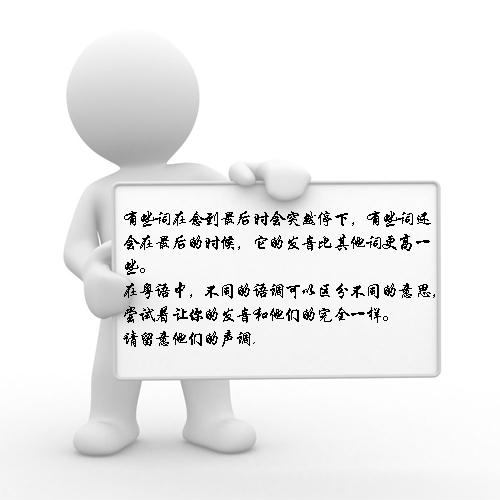 有些词在念到最后时会突然停下，有些词还
会在最后的时候，它的发音比其他词更高一
些。
在粤语中，不同的语调可以区分不同的意思，
尝试着让你的发音和他们的完全一样。
请留意他们的声调.